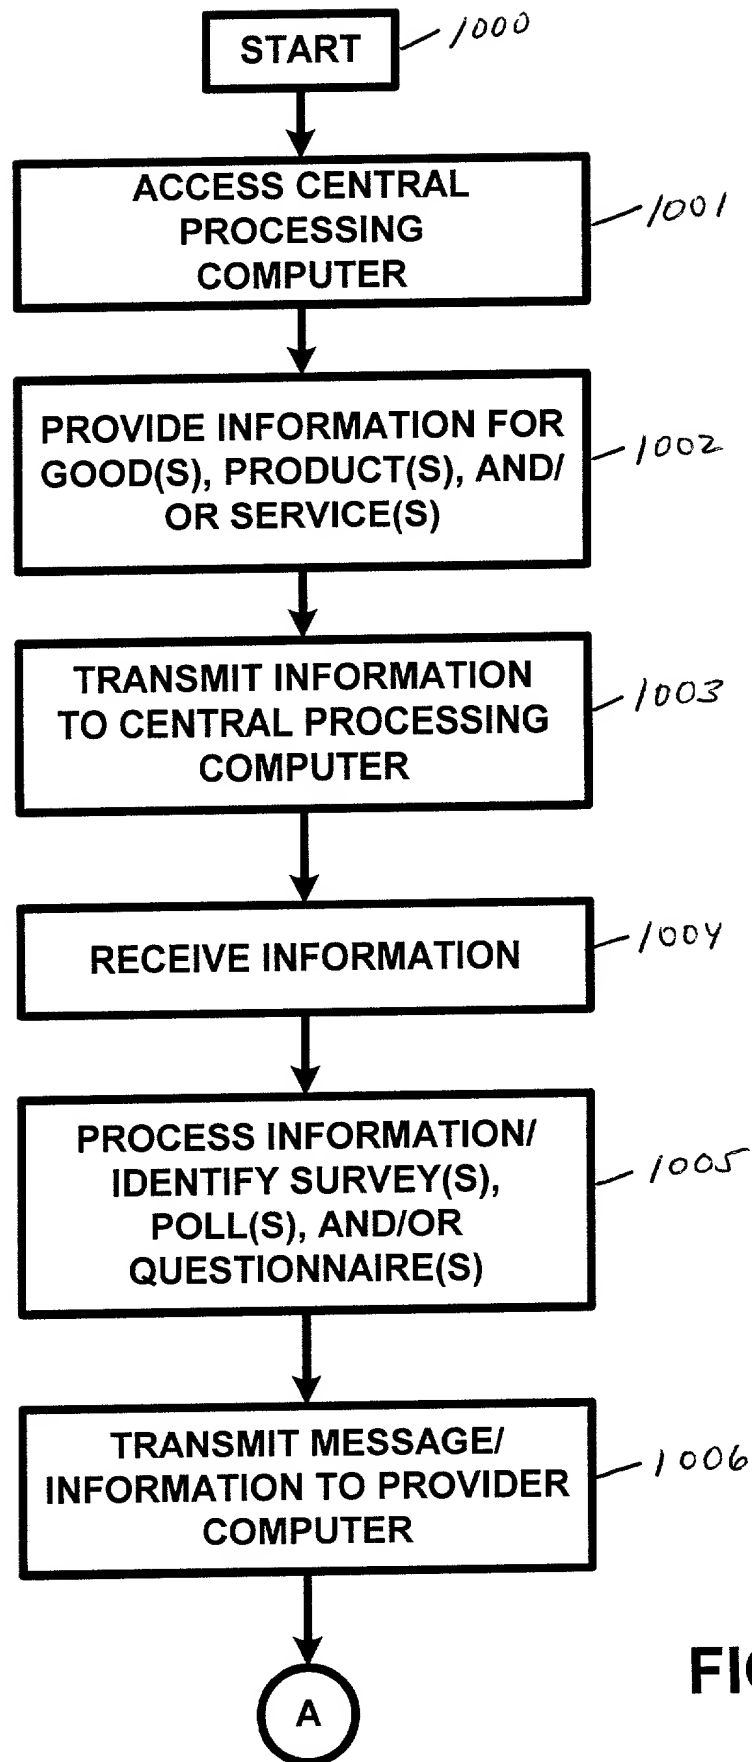 START
1000
ACCESS CENTRAL
PROCESSING
COMPUTER
1001
PROVIDE INFORMATION FOR
GOOD(S), PRODUCT(S), AND/
OR SERVICE(S)
1002
TRANSMIT INFORMATION
TO CENTRAL PROCESSING
COMPUTER
1003
RECEIVE INFORMATION
1004
PROCESS INFORMATION/
IDENTIFY SURVEY(S),
POLL(S), AND/OR
QUESTIONNAIRE(S)
1005
TRANSMIT MESSAGE/
INFORMATION TO PROVIDER
COMPUTER
1006
A